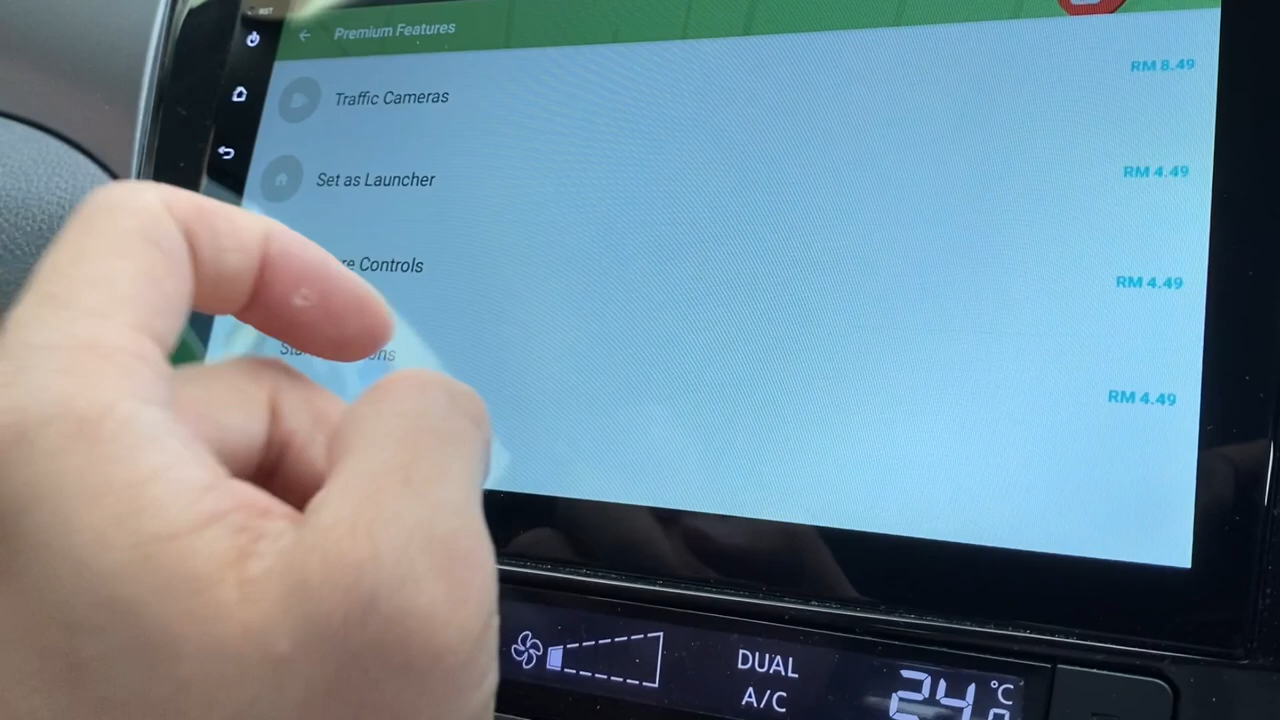 RST
Premium Features
RM 8.49
Traffic Cameras
RM 4.49
Set as Launcher
RM 4.49
Controls
RM 4.49
DUAL
A/C
24 °C